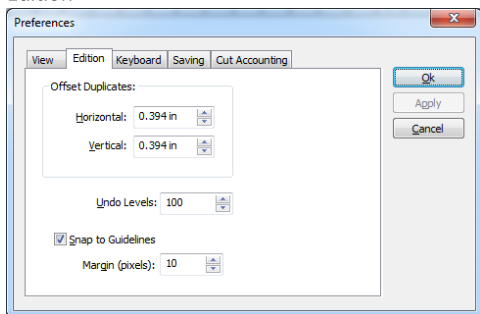 Edition
Preferences
View Edition Keyboard Saving Cut Accounting
Offset Duplicates:
Horizontal: 0.394 in
Vertical: 0.394 in
Undo Levels: 100
Snap to Guidelines
Margin (pixels): 10
Ok
Apply
Cancel